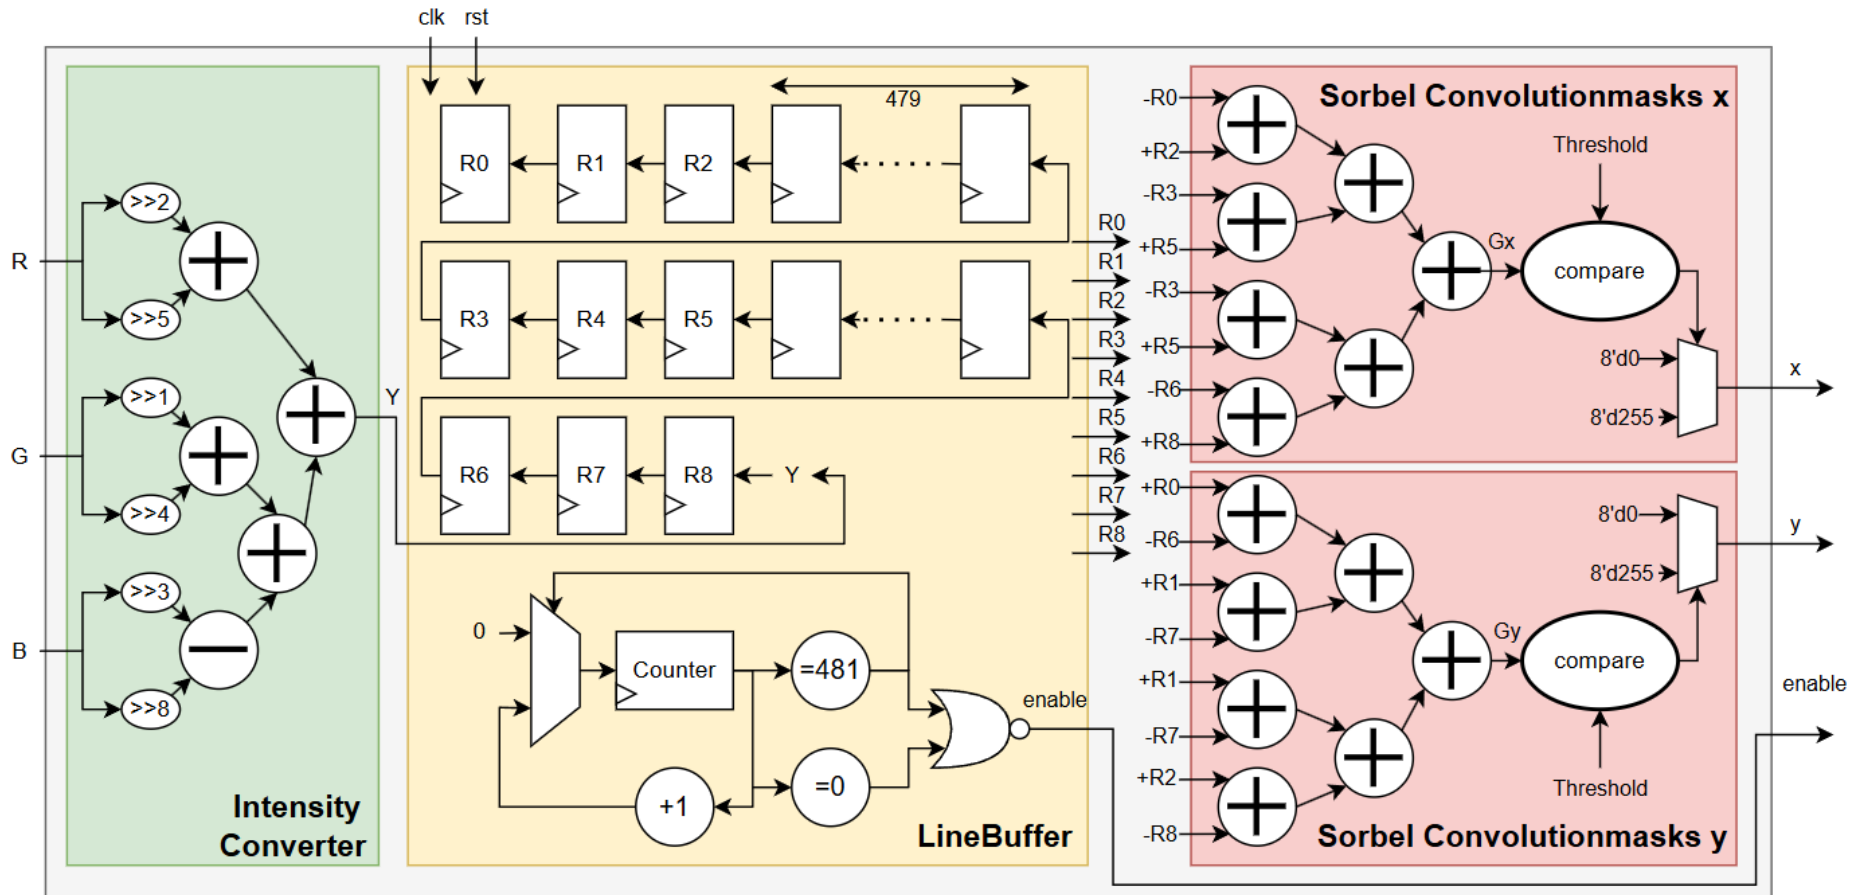 clk
rst
R
>>2
>>5
G
>>1
>>4
B
>>3
>>8
Y
Intensity
Converter
479
R0
R1
R2
R3
R4
R5
R6
R7
R8
Y
0
Counter
=481
=0
+1
enable
LineBuffer
R0
R1
R2
R3
R4
R5
R6
R7
R8
Sorbel Convolutionmasks x
-R0
+R2
-R3
+R5
-R3
+R5
-R6
+R8
Gx
Threshold
compare
8'd0
8'd255
x
+R0
-R6
+R1
-R7
+R1
-R7
+R2
-R8
Gy
8'd0
8'd255
compare
Threshold
y
enable
Sorbel Convolutionmasks y